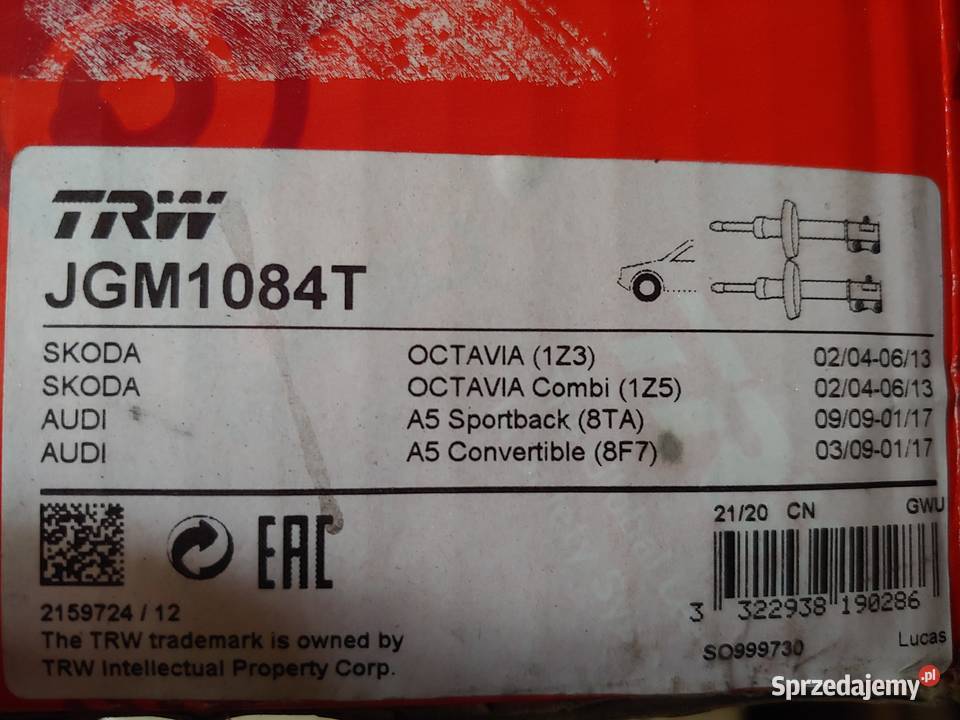 TRW
JGM1084T
SKODA OCTAVIA (1Z3) 02/04-06/13
SKODA OCTAVIA Combi (1Z5) 02/04-06/13
AUDI A5 Sportback (8TA) 09/09-01/17
AUDI A5 Convertible (8F7) 03/09-01/17
21/20 CN GWU
EAC
3 322938 190286
2159724 / 12
The TRW trademark is owned by
TRW Intellectual Property Corp.
SO999730 Lucas
Sprzedajemy.pl